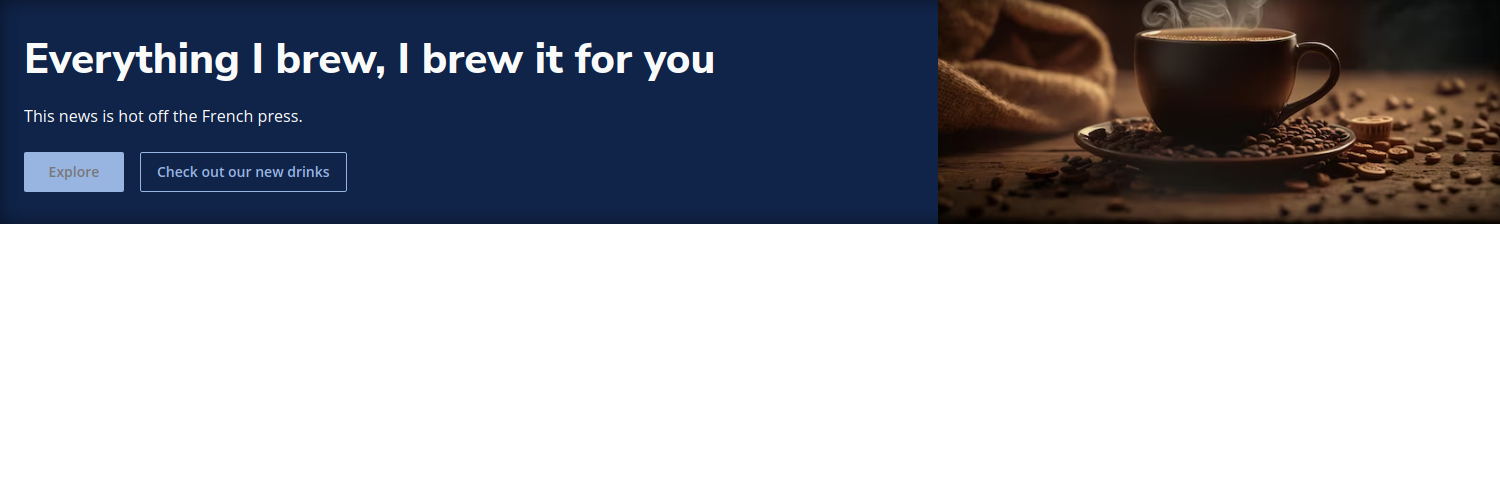 Everything I brew, I brew it for you
This news is hot off the French press.
Explore
Check out our new drinks